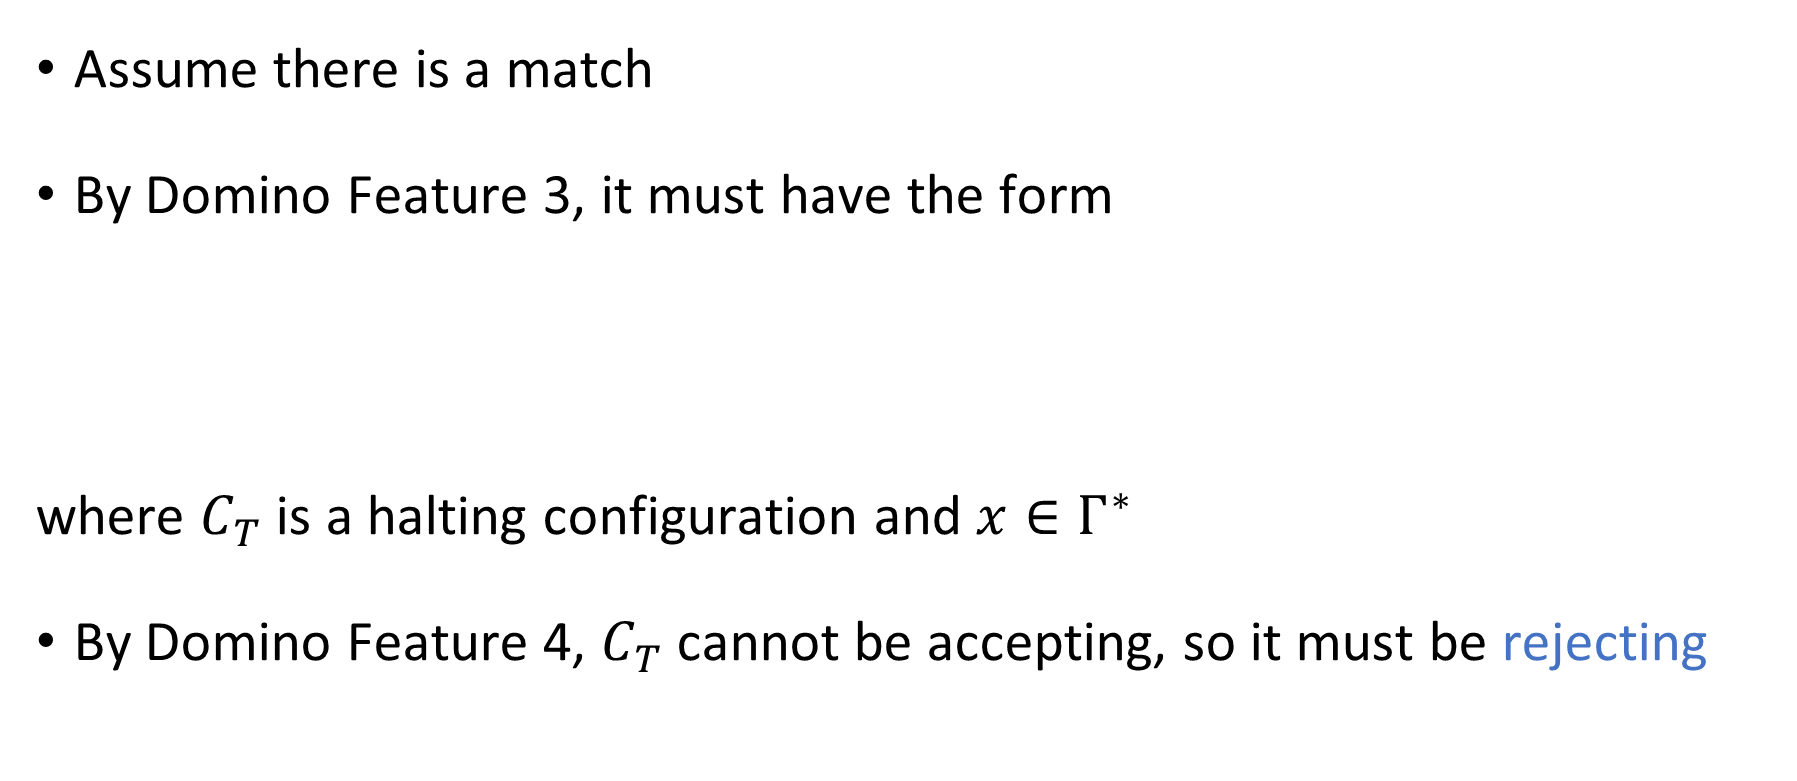 • Assume there is a match
• By Domino Feature 3, it must have the form
where 𝐶_𝑇 is a halting configuration and 𝑥 ∈ Γ*
• By Domino Feature 4, 𝐶_𝑇 cannot be accepting, so it must be rejecting